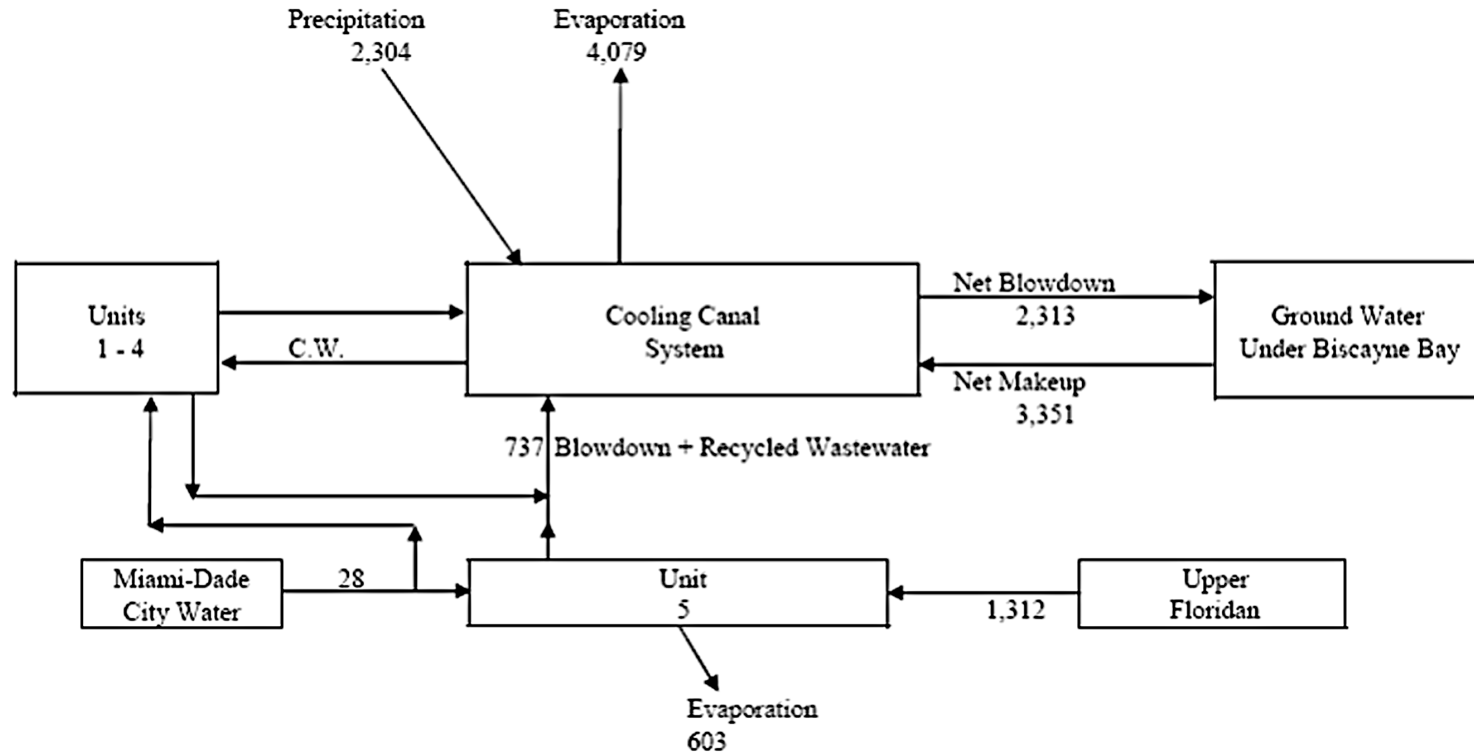 Precipitation
2,304
Evaporation
4,079
Units
1 - 4
C.W.
Cooling Canal
System
Net Blowdown
2,313
Net Makeup
3,351
Ground Water
Under Biscayne Bay
737 Blowdown + Recycled Wastewater
Miami-Dade
City Water
28
Unit
5
1,312
Upper
Floridan
Evaporation
603